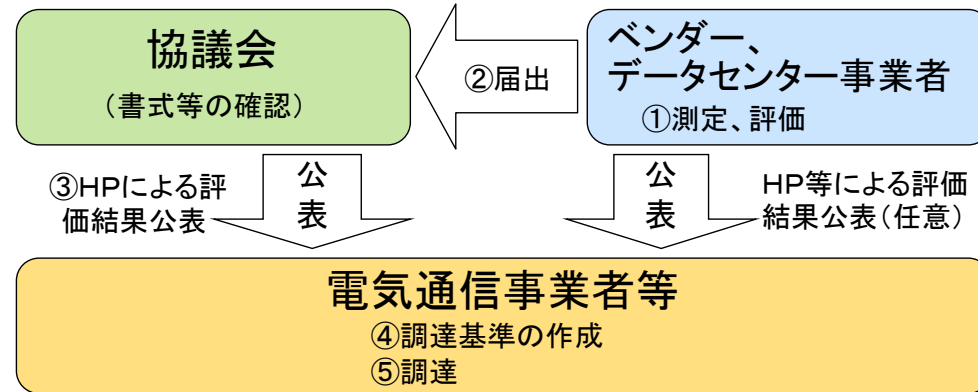 協議会
（書式等の確認）
②届出
ベンダー、
データセンター事業者
①測定、評価
③HPによる評
価結果公表
公
表
公
表
HP等による評価
結果公表（任意）
電気通信事業者等
④調達基準の作成
⑤調達